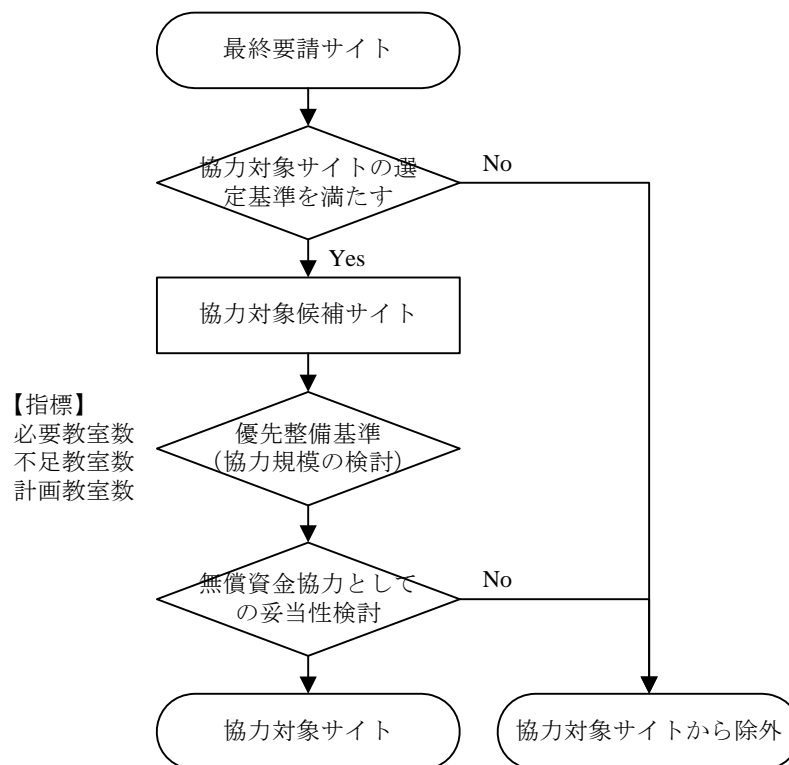 最終要請サイト
協力対象サイトの選
定基準を満たす
No
Yes
協力対象候補サイト
【指標】
必要教室数
不足教室数
計画教室数
優先整備基準
（協力規模の検討）
無償資金協力として
の妥当性検討
No
協力対象サイト
協力対象サイトから除外